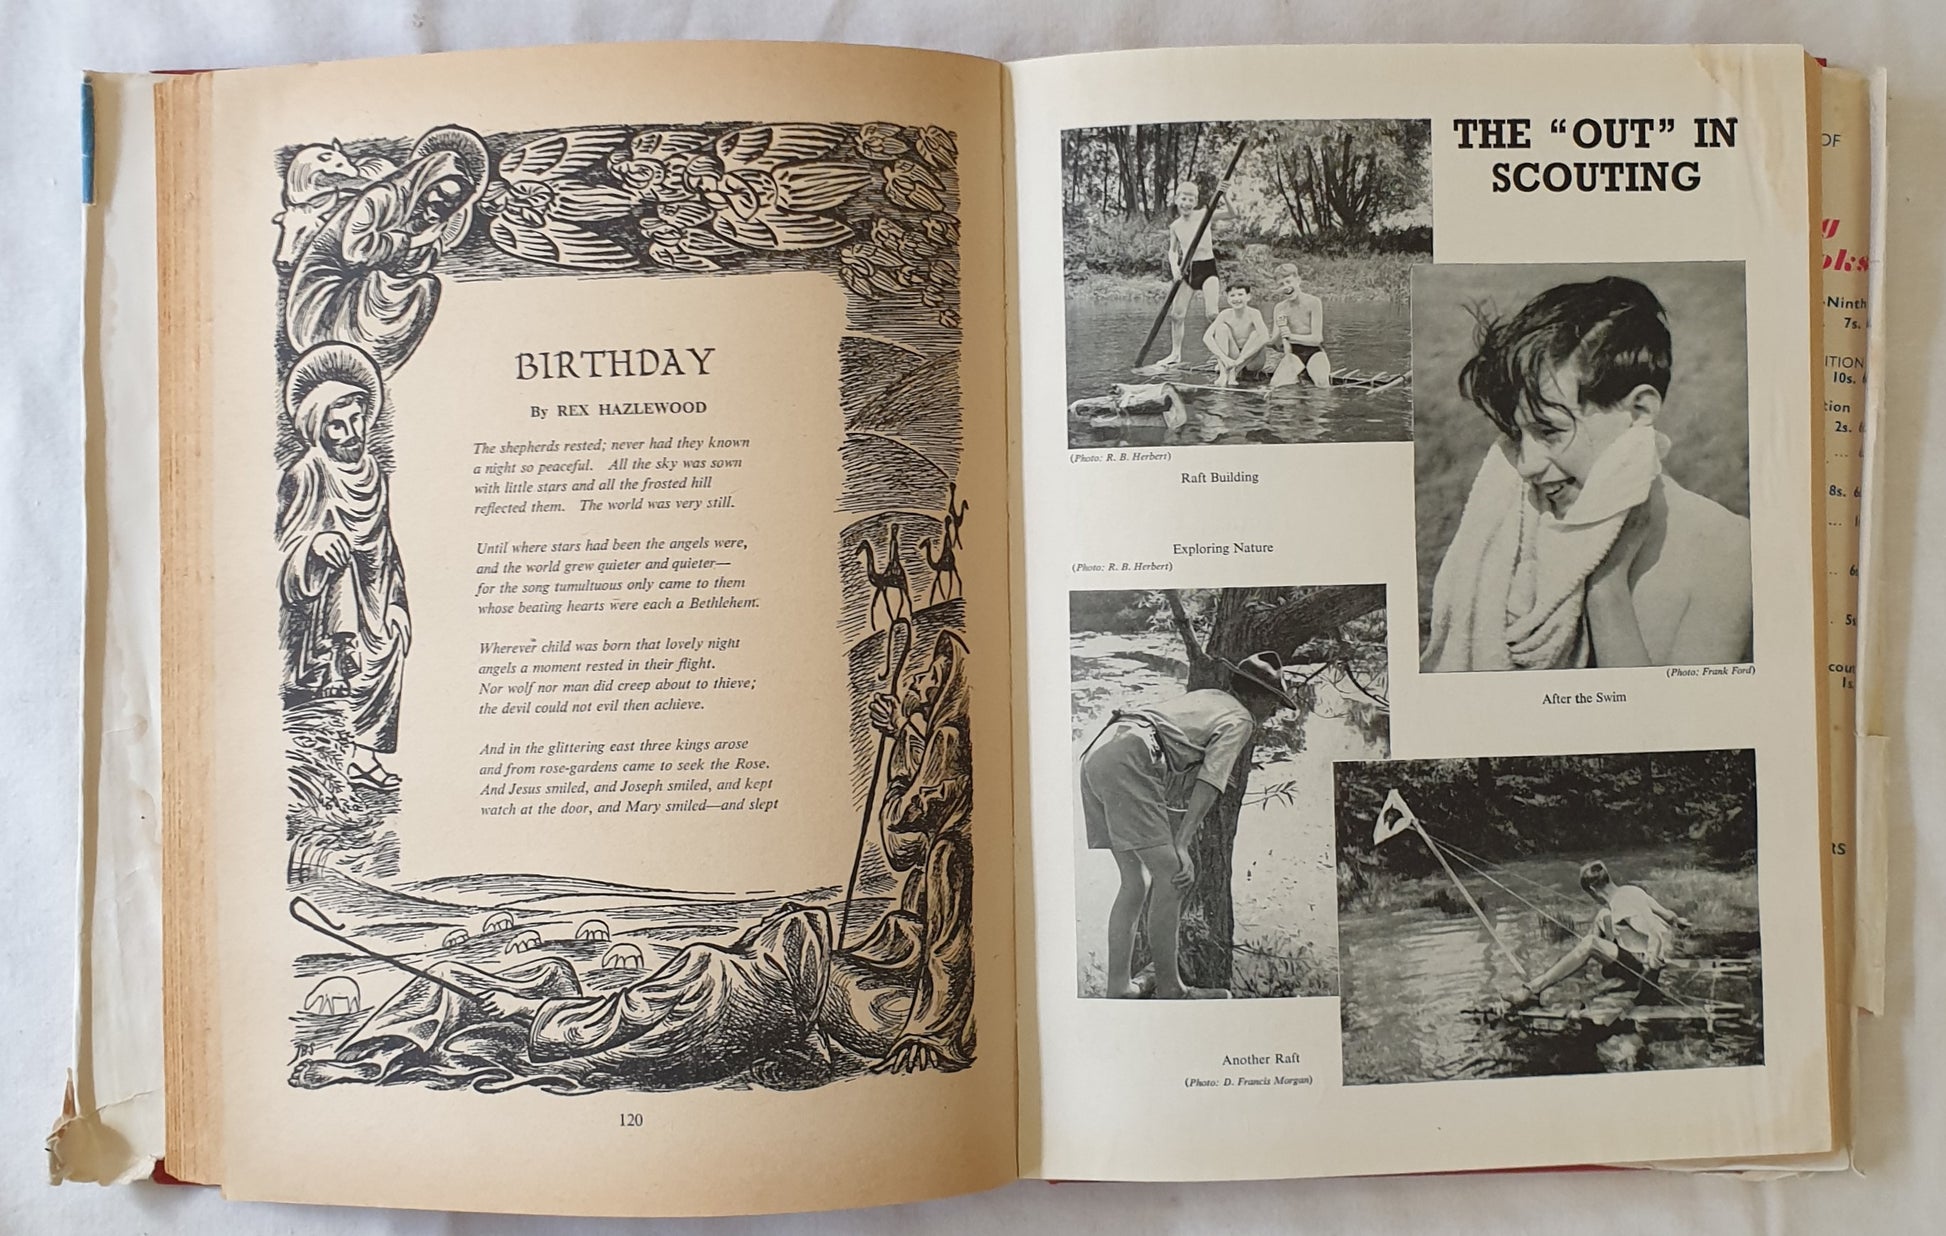 BIRTHDAY
By REX HAZLEWOOD
The shepherds rested; never had they known
a night so peaceful. All the sky was sown
with little stars and all the frosted hill
reflected them. The world was very still.
Until where stars had been the angels were,
and the world grew quieter and quieter—
for the song tumultuous only came to them
whose beating hearts were each a Bethlehem.
Wherever child was born that lovely night
angels a moment rested in their flight.
Nor wolf nor man did creep about to thieve;
the devil could not evil then achieve.
And in the glittering east three kings arose
and from rose-gardens came to seek the Rose.
And Jesus smiled, and Joseph smiled, and kept
watch at the door, and Mary smiled—and slept
JBS
120
THE “OUT” IN
SCOUTING
(Photo: R. B. Herbert)
Raft Building
Exploring Nature
(Photo: R. B. Herbert)
(Photo: Frank Ford)
After the Swim
Another Raft
(Photo: D. Francis Morgan)
OF
-Ninth
7s.
10s.
2s.
8s.